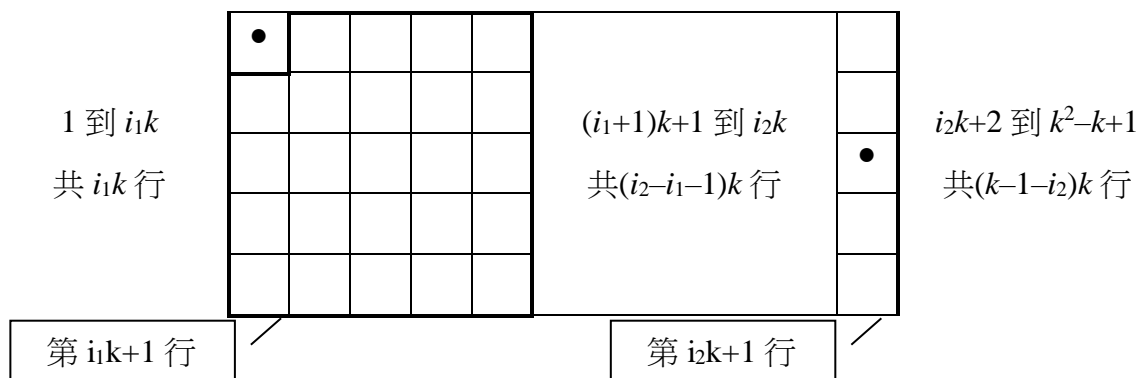 1 到 i₁k
共 i₁k 行
(i₁+1)k+1 到 i₂k
共(i₂–i₁–1)k 行
i₂k+2 到 k²–k+1
共(k–1–i₂)k 行
第 i₁k+1 行
第 i₂k+1 行